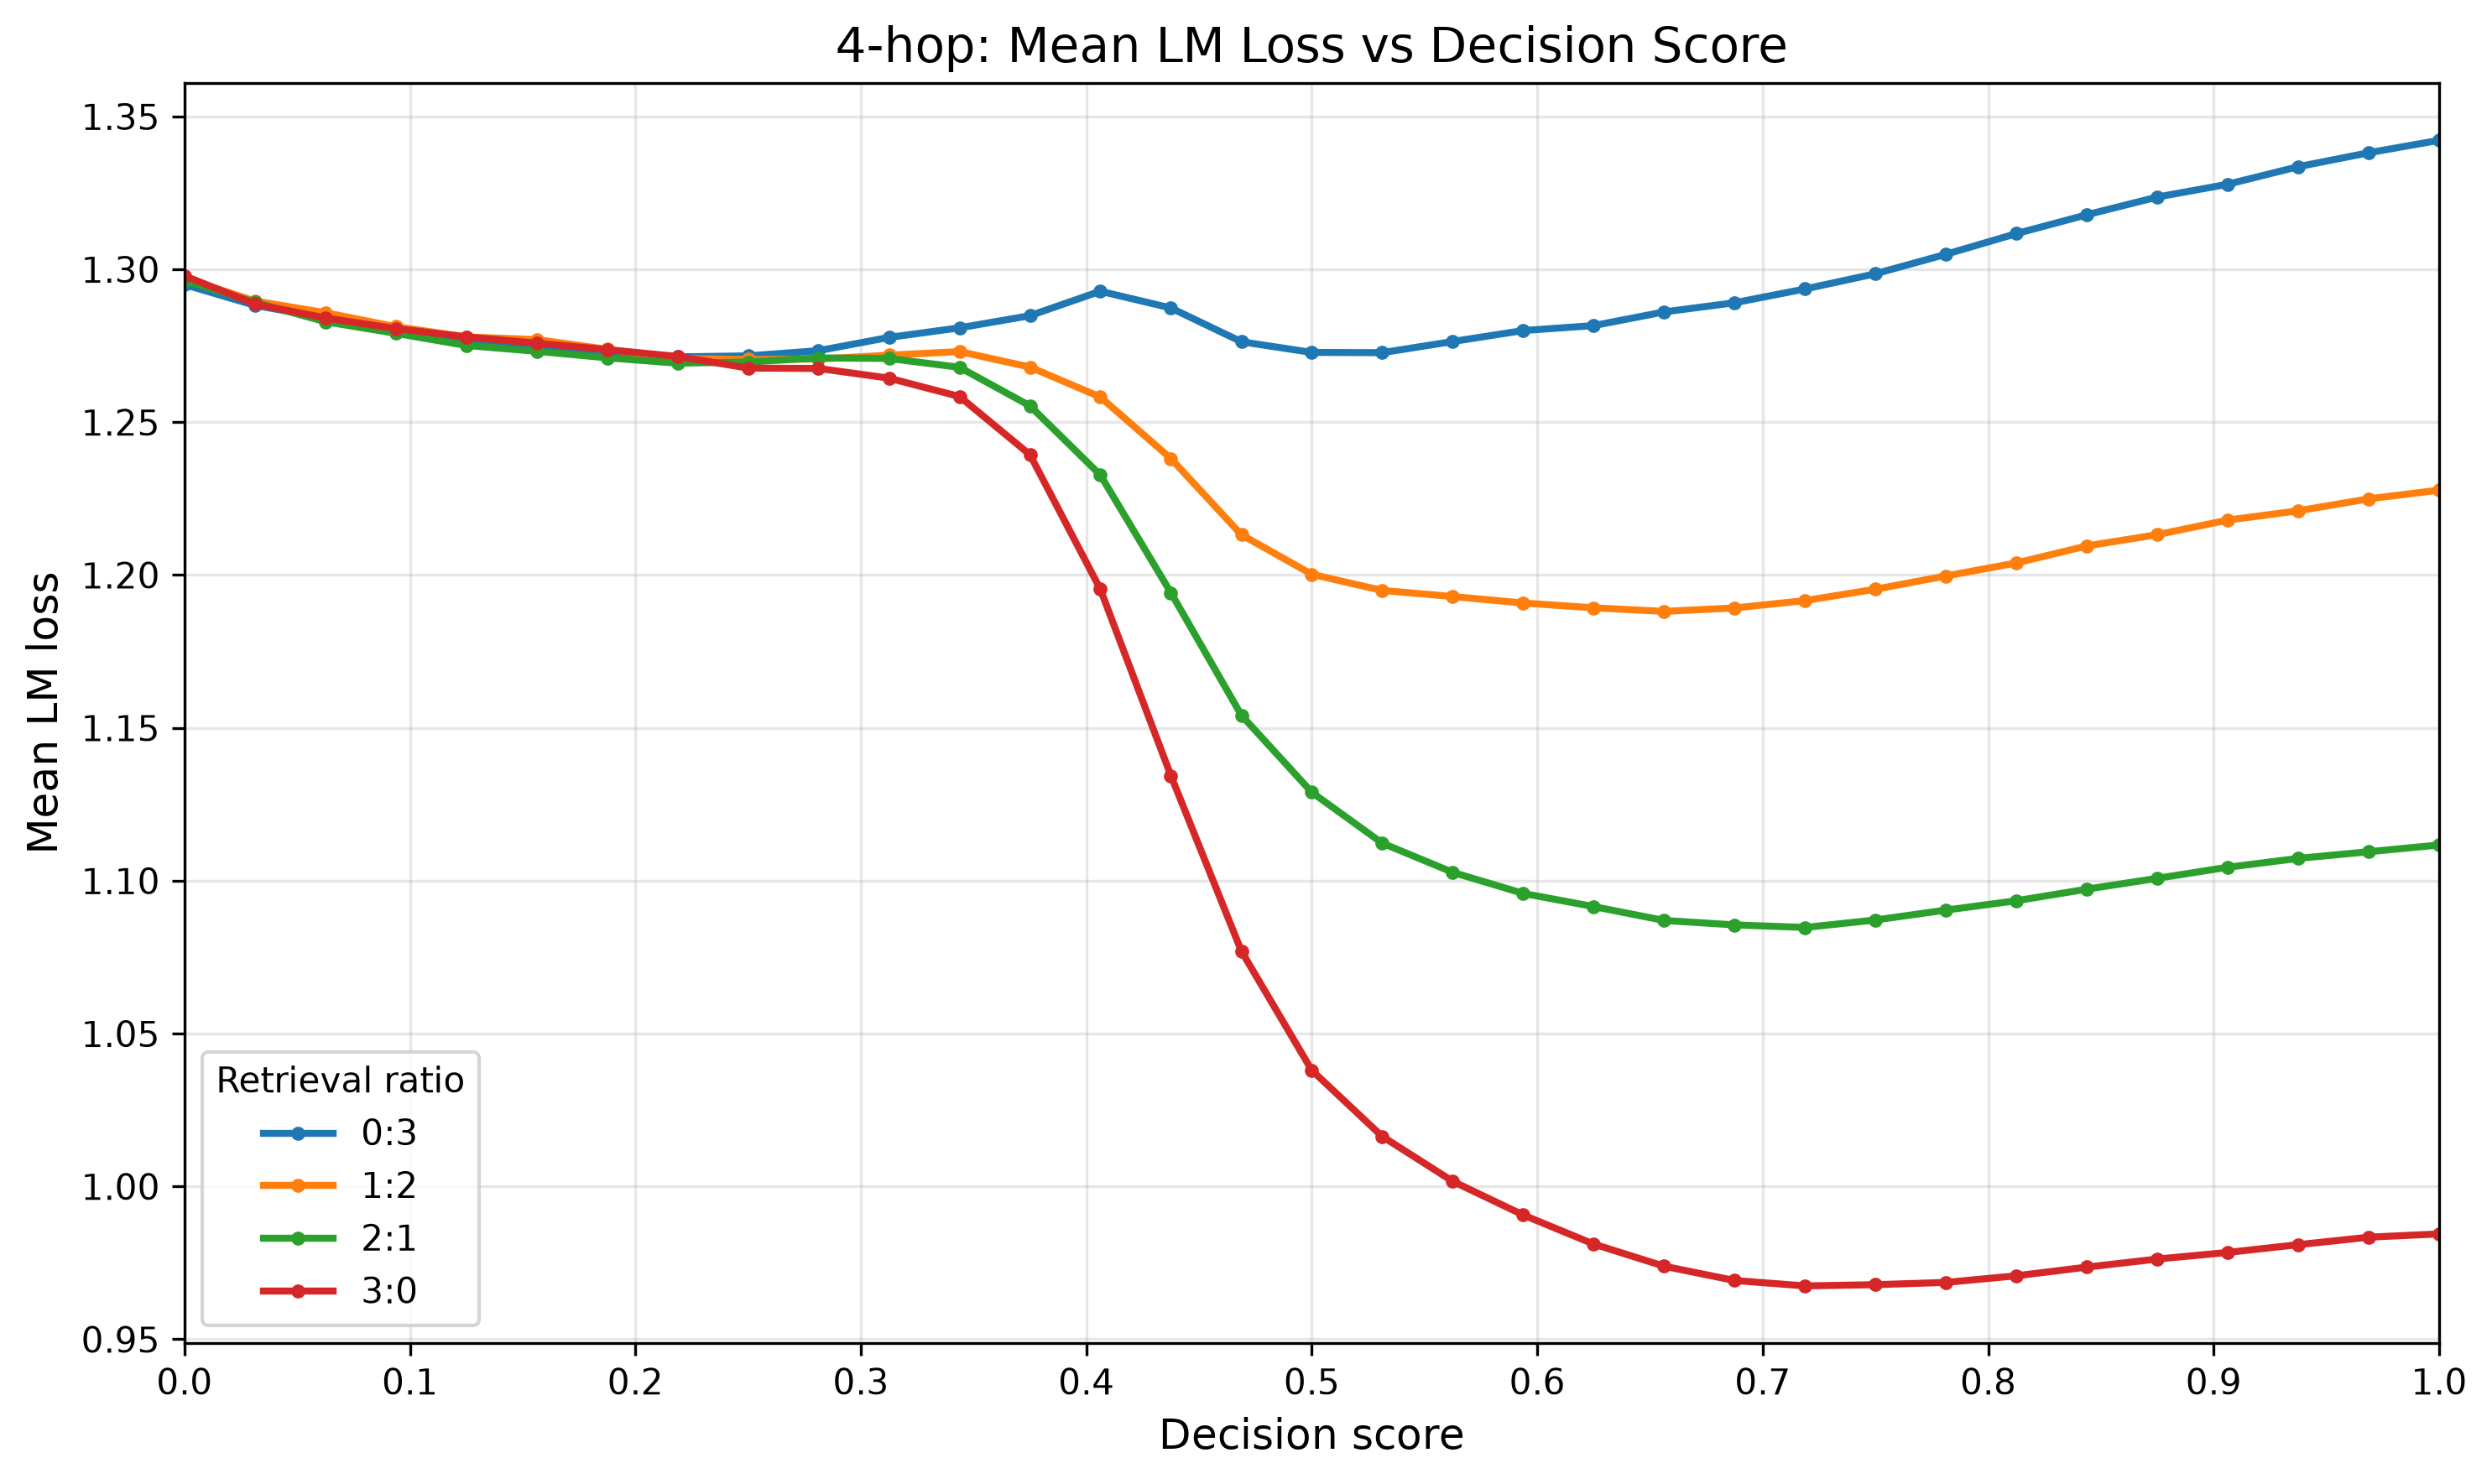 4-hop: Mean LM Loss vs Decision Score
Mean LM loss
1.35
1.30
1.25
1.20
1.15
1.10
1.05
1.00
0.95
Retrieval ratio
0:3
1:2
2:1
3:0
0.0 0.1 0.2 0.3 0.4 0.5 0.6 0.7 0.8 0.9 1.0
Decision score